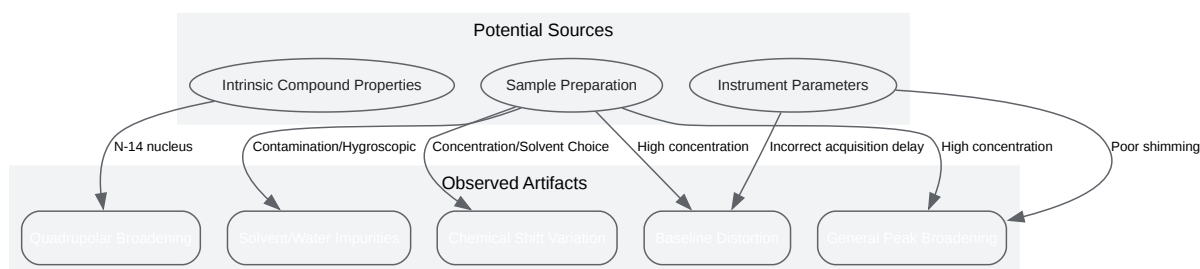 Potential Sources
Intrinsic Compound Properties
Sample Preparation
Instrument Parameters
N-14 nucleus
Contamination/Hygroscopic
Concentration/Solvent Choice
High concentration
Incorrect acquisition delay
High concentration
Poor shimming
Observed Artifacts
Quadrupolar Broadening
Solvent/Water Impurities
Chemical Shift Variation
Baseline Distortion
General Peak Broadening